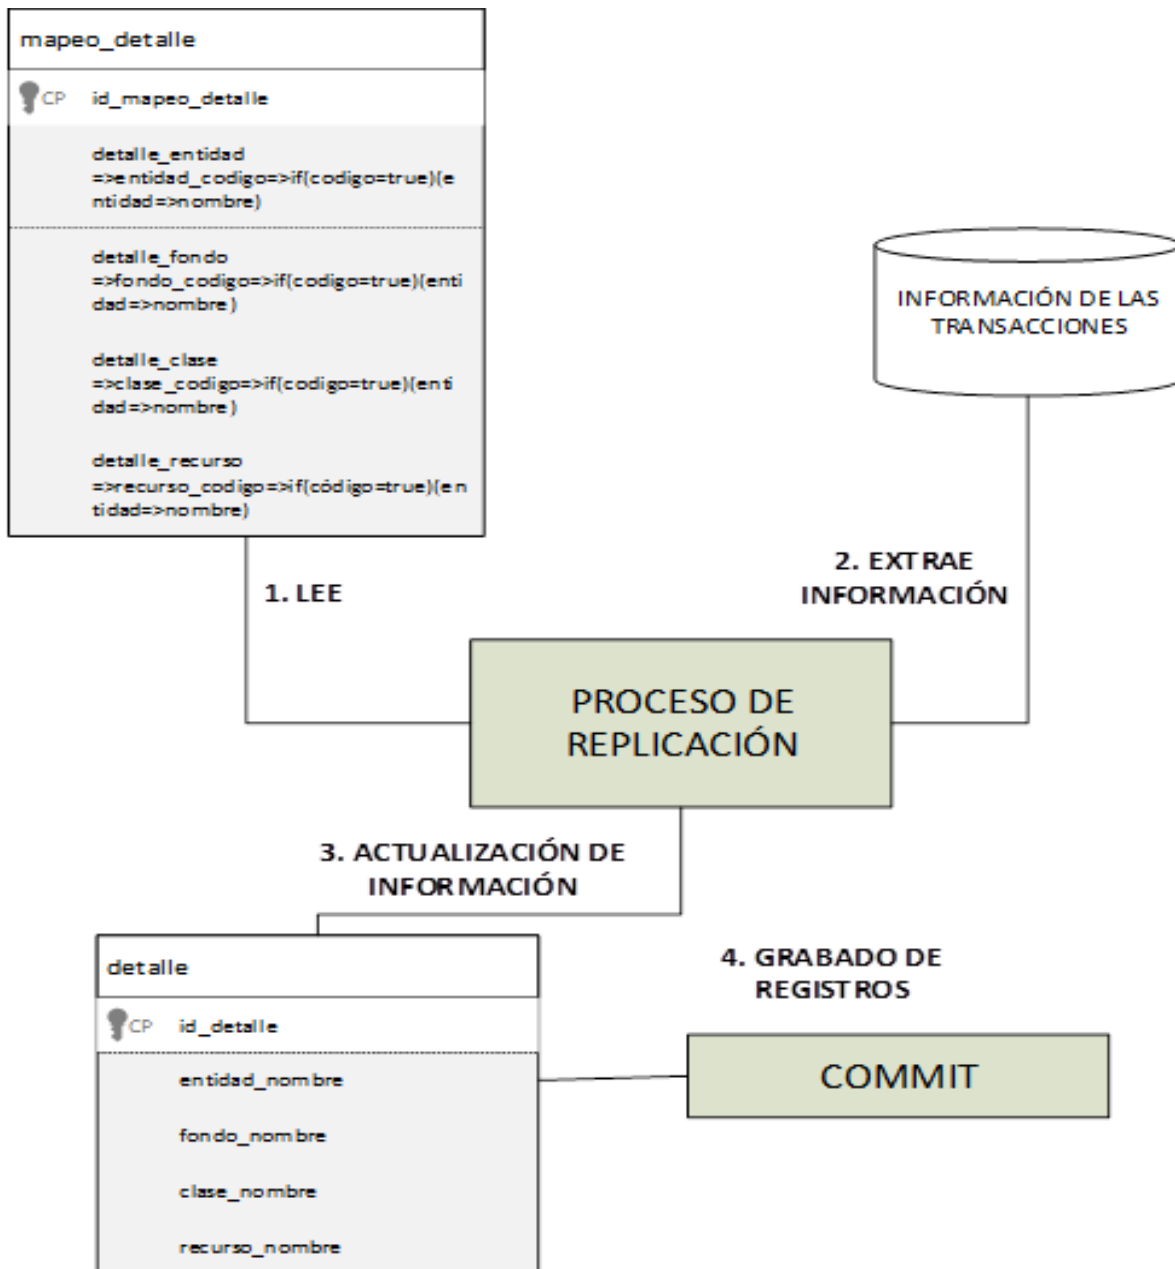 mapeo_detalle
CP id_mapeo_detalle
detalle_entidad
=>entidad_codigo=>if(codigo=true)(e
ntidad=>nombre)
detalle_fondo
=>fondo_codigo=>if(codigo=true)(enti
dad=>nombre)
detalle_clase
=>clase_codigo=>if(codigo=true)(enti
dad=>nombre)
detalle_recurso
=>recurso_codigo=>if(código=true)(en
tidad=>nombre)
INFORMACIÓN DE LAS
TRANSACCIONES
1. LEE
2. EXTRAE
INFORMACIÓN
PROCESO DE
REPLICACIÓN
3. ACTUALIZACIÓN DE
INFORMACIÓN
detalle
CP id_detalle
entidad_nombre
fondo_nombre
clase_nombre
recurso_nombre
4. GRABADO DE
REGISTROS
COMMIT